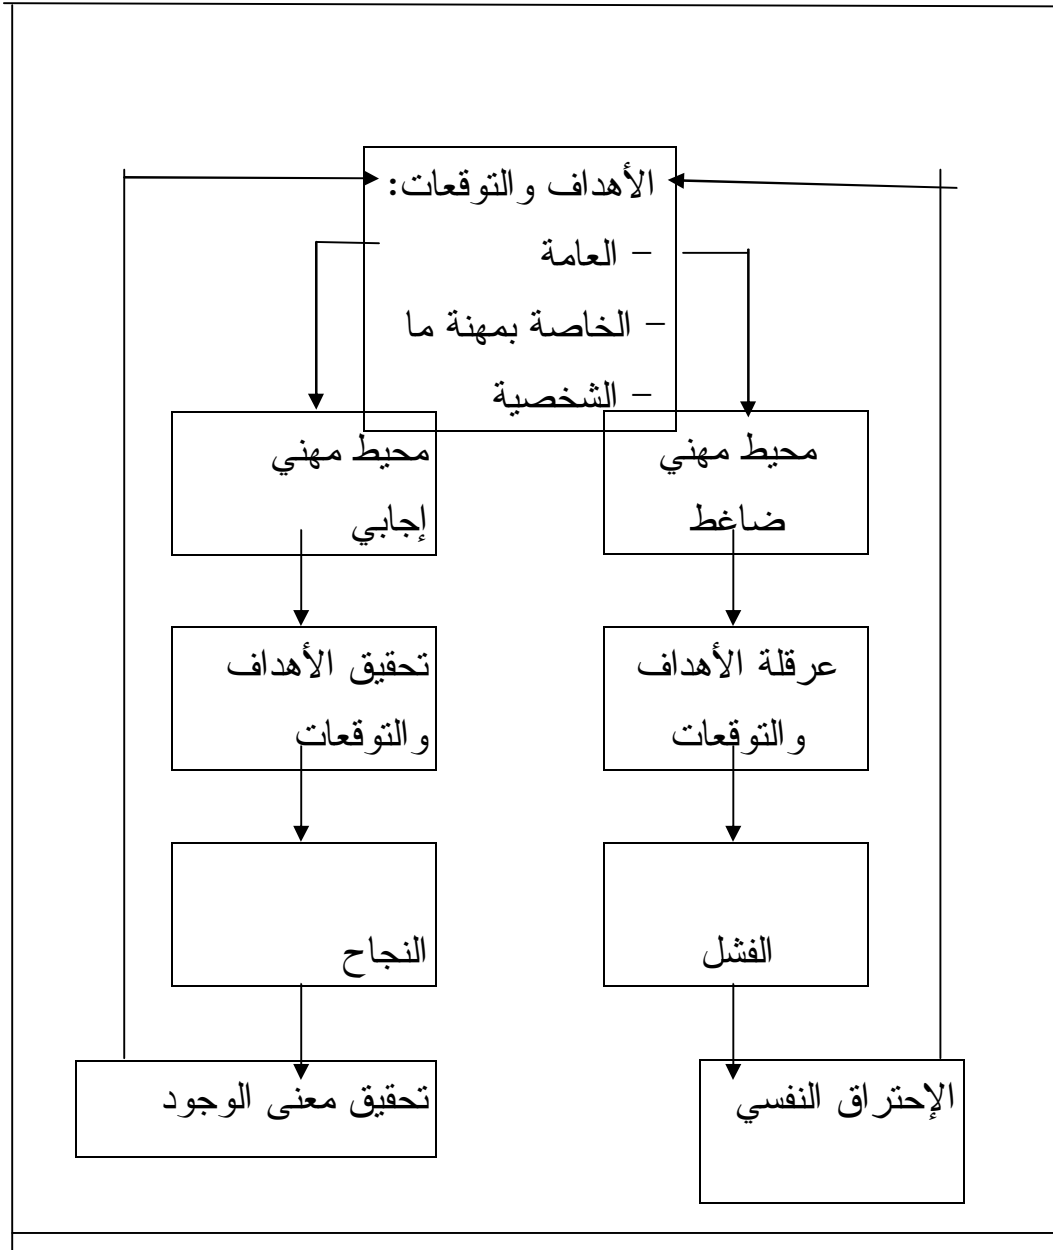 الأهداف والتوقعات:
– العامة
– الخاصة بمهنة ما
– الشخصية
محيط مهني
ضاغط
محيط مهني
إجابي
عرقلة الأهداف
والتوقعات
تحقيق الأهداف
والتوقعات
الفشل
النجاح
الإحتراق النفسي
تحقيق معنى الوجود